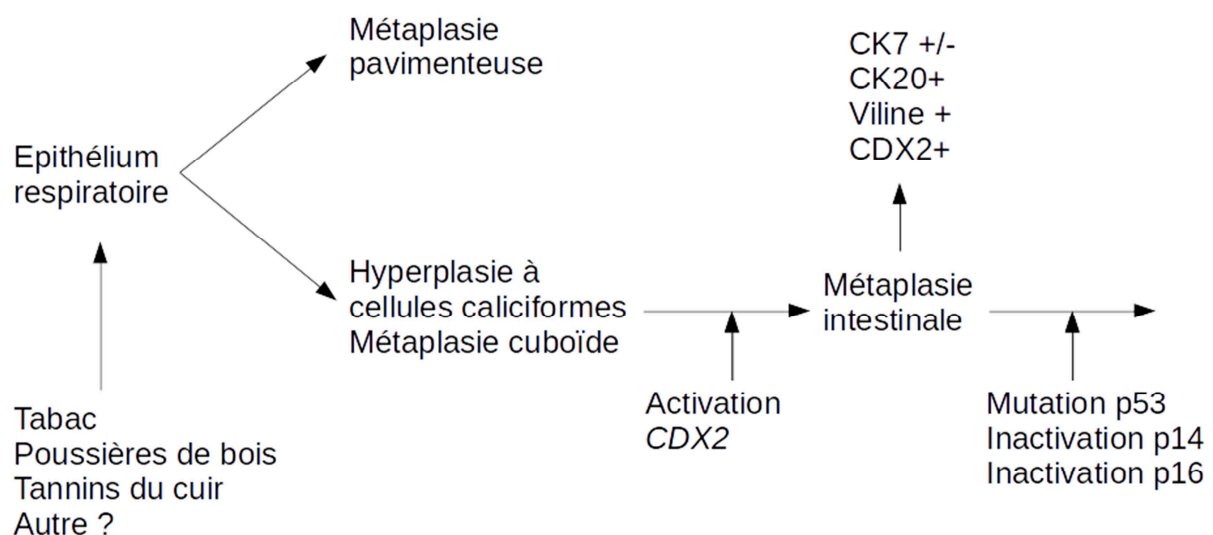 Métaplasie
pavimenteuse
CK7 +/-
CK20+
Viline +
CDX2+
Epithélium
respiratoire
Hyperplasie à
cellules caliciformes
Métaplasie cuboïde
Métaplasie
intestinale
Tabac
Poussières de bois
Tannins du cuir
Autre ?
Activation
CDX2
Mutation p53
Inactivation p14
Inactivation p16